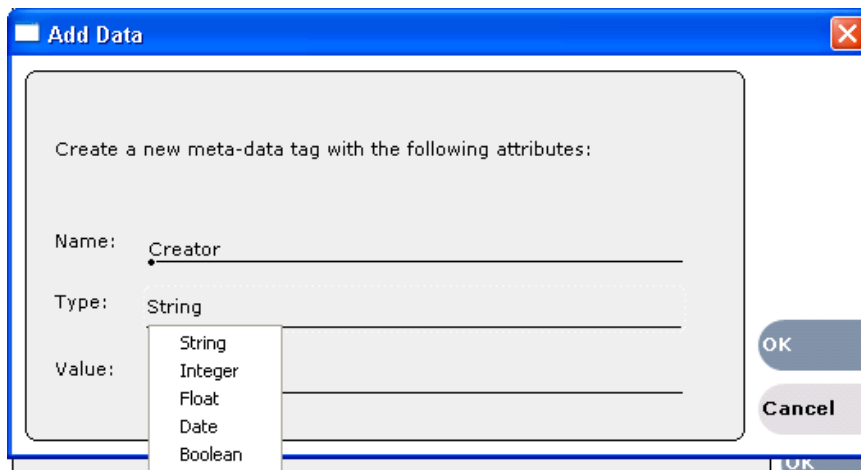 Add Data
Create a new meta-data tag with the following attributes:
Name: Creator
Type: String
String
Integer
Float
Date
Boolean
Value:
OK
Cancel
OK